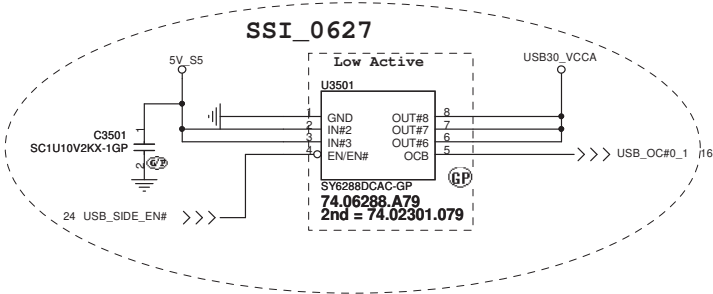 SSI_0627
5V_S5
Low Active
USB30_VCCA
U3501
1 GND OUT#8 8
2 IN#2 OUT#7 7
3 IN#3 OUT#6 6
4 EN/EN# OCB 5
C3501
SC1U10V2KX-1GP
1
2
GP
USB_OC#0_1 16
GP
SY6288DCAC-GP
74.06288.A79
2nd = 74.02301.079
24 USB_SIDE_EN#